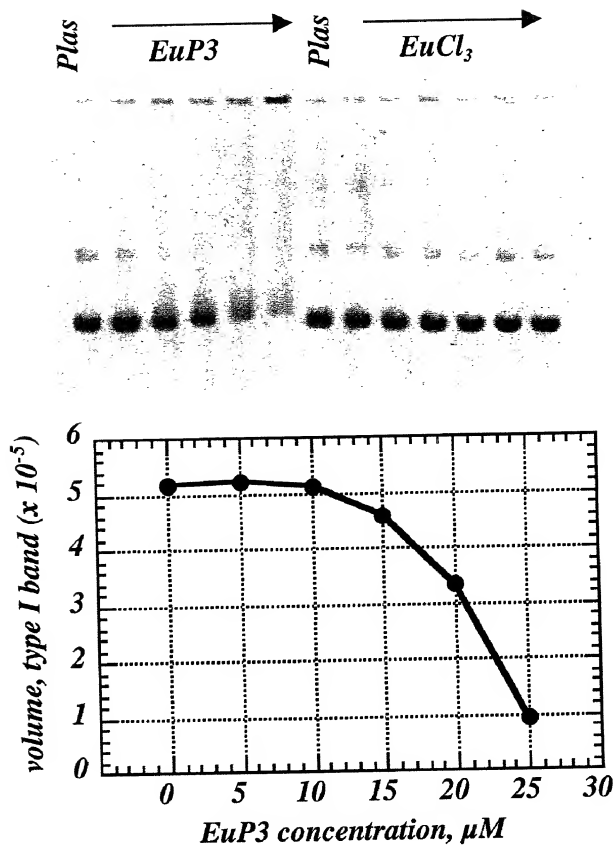 Plas EuP3 Plas EuCl₃
volume, type I band (x 10⁻⁵)
6
5
4
3
2
1
0
0 5 10 15 20 25 30
EuP3 concentration, µM